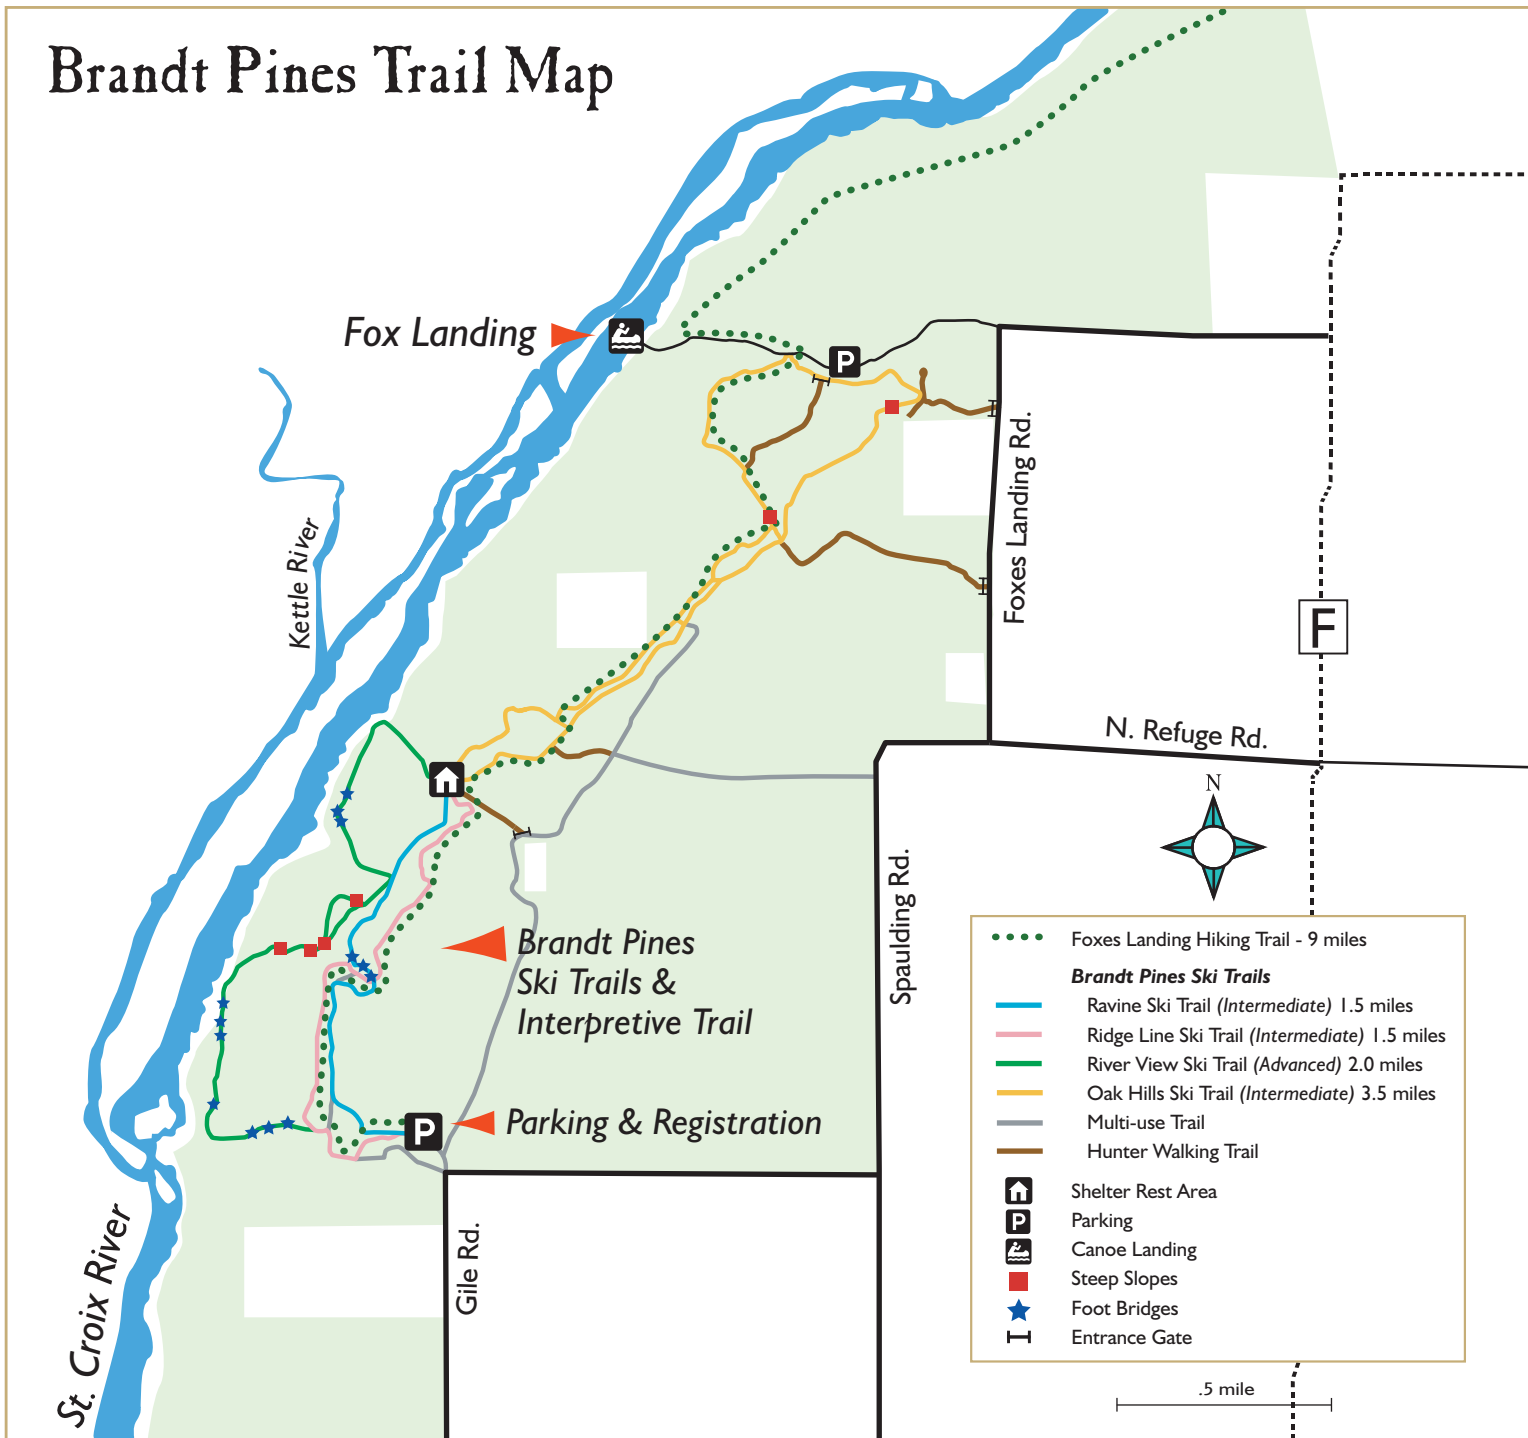 Brandt Pines Trail Map
Fox Landing
P
Foxes Landing Rd.
Kettle River
F
N. Refuge Rd.
N
Spaulding Rd.
Brandt Pines
Ski Trails &
Interpretive Trail
P
Parking & Registration
Gile Rd.
St. Croix River
Foxes Landing Hiking Trail - 9 miles
Brandt Pines Ski Trails
Ravine Ski Trail (Intermediate) 1.5 miles
Ridge Line Ski Trail (Intermediate) 1.5 miles
River View Ski Trail (Advanced) 2.0 miles
Oak Hills Ski Trail (Intermediate) 3.5 miles
Multi-use Trail
Hunter Walking Trail
Shelter Rest Area
P Parking
Canoe Landing
Steep Slopes
Foot Bridges
Entrance Gate
.5 mile